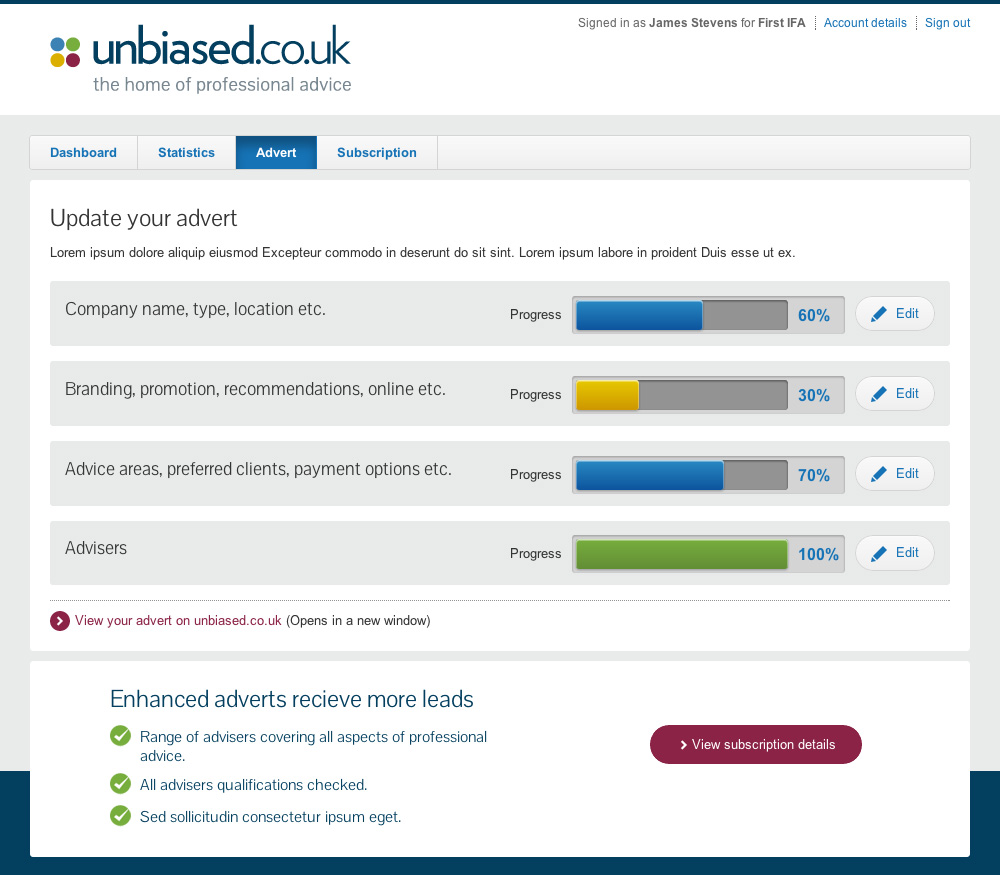 Signed in as James Stevens for First IFA Account details Sign out
unbiased.co.uk
the home of professional advice
Dashboard Statistics Advert Subscription
Update your advert
Lorem ipsum dolore aliquip eiusmod Excepteur commodo in deserunt do sit sint. Lorem ipsum labore in proident Duis esse ut ex.
Company name, type, location etc. Progress 60% Edit
Branding, promotion, recommendations, online etc. Progress 30% Edit
Advice areas, preferred clients, payment options etc. Progress 70% Edit
Advisers Progress 100% Edit
View your advert on unbiased.co.uk (Opens in a new window)
Enhanced adverts recieve more leads
Range of advisers covering all aspects of professional
advice.
View subscription details
All advisers qualifications checked.
Sed sollicitudin consectetur ipsum eget.